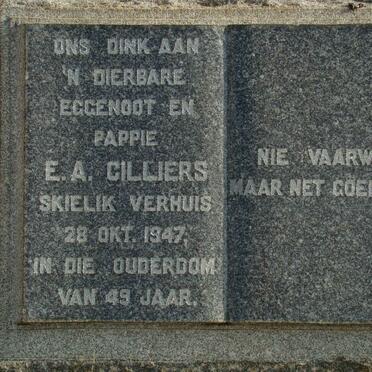 ONS DINK AAN
'N DIERBARE
EGGENOOT EN
PAPPIE
E.A. CILLIERS
SKIELIK VERHUIS
28 OKT. 1947,
IN DIE OUDERDOM
VAN 49 JAAR.
NIE VAARW
MAAR NET GOE